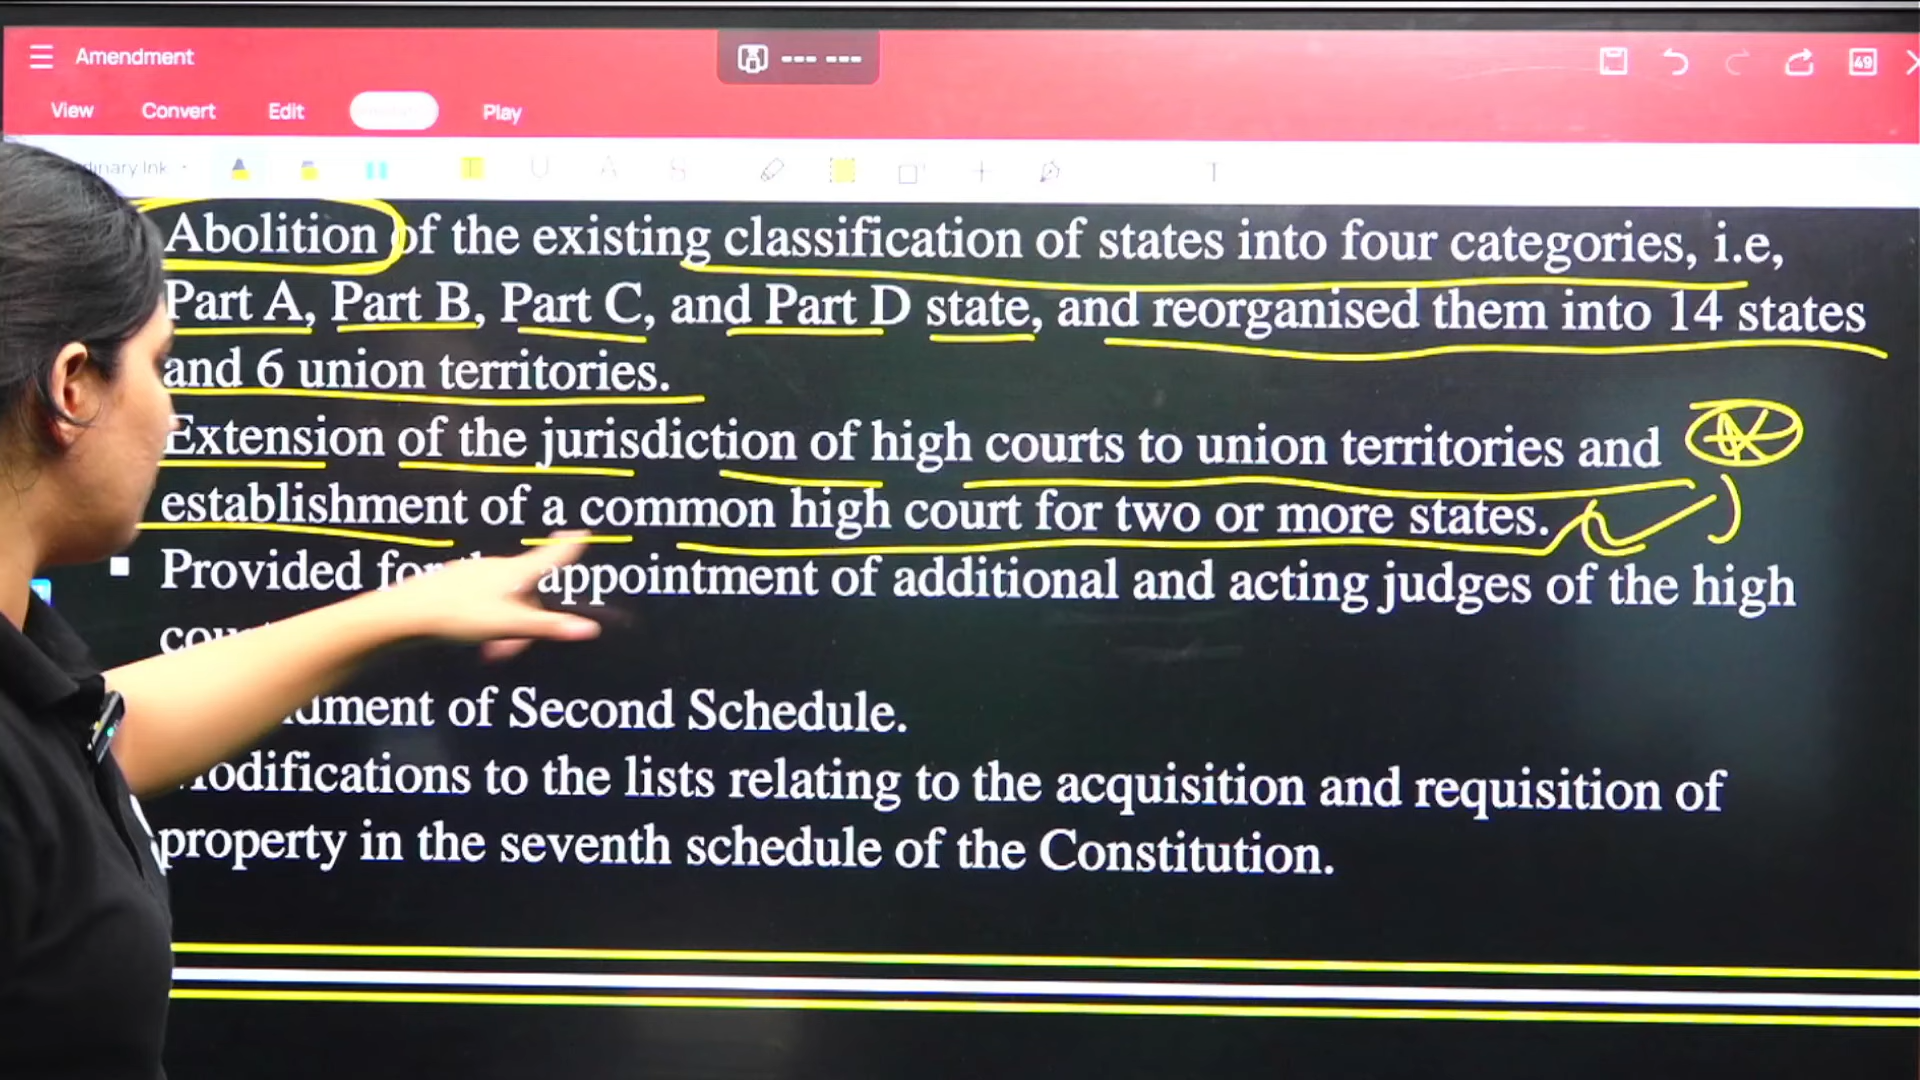 Amendment
--- ---
49
View Convert Edit Play
dinary Ink
T U A S T
Abolition of the existing classification of states into four categories, i.e,
Part A, Part B, Part C, and Part D state, and reorganised them into 14 states
and 6 union territories.
Extension of the jurisdiction of high courts to union territories and
establishment of a common high court for two or more states.
Provided appointment of additional and acting judges of the high
dment of Second Schedule.
odifications to the lists relating to the acquisition and requisition of
property in the seventh schedule of the Constitution.